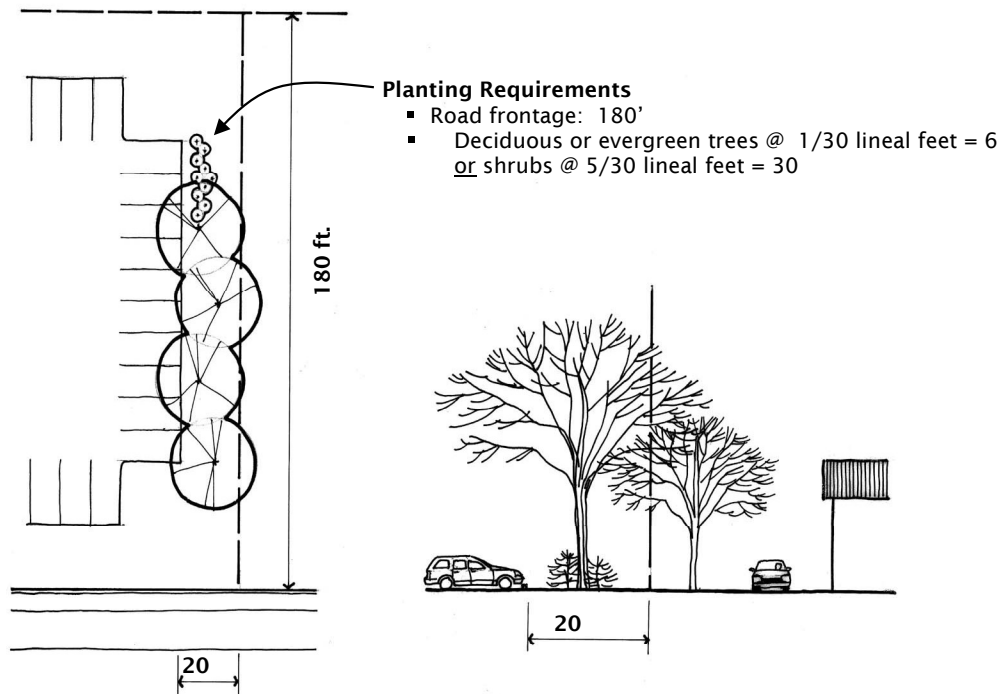 Planting Requirements
▪ Road frontage: 180’
▪ Deciduous or evergreen trees @ 1/30 lineal feet = 6
or shrubs @ 5/30 lineal feet = 30
180 ft.
20
20